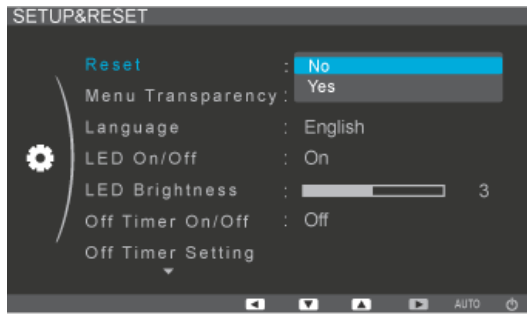 SETUP&RESET
Reset : No
Yes
Menu Transparency :
Language : English
LED On/Off : On
LED Brightness : 3
Off Timer On/Off : Off
Off Timer Setting
AUTO